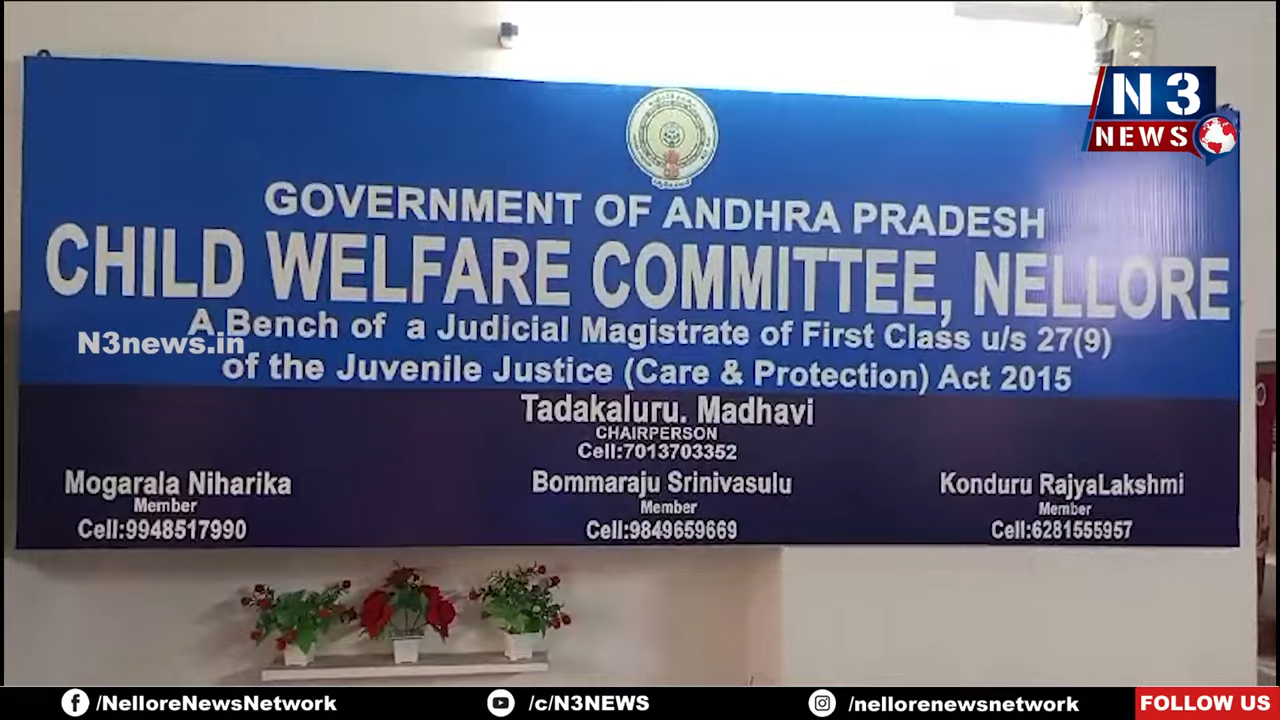 N3
NEWS
GOVERNMENT OF ANDHRA PRADESH
CHILD WELFARE COMMITTEE, NELLORE
A Bench of a Judicial Magistrate of First Class u/s 27(9)
N3news.in
of the Juvenile Justice (Care & Protection) Act 2015
Tadakaluru. Madhavi
CHAIRPERSON
Cell:7013703352
Mogarala Niharika
Member
Cell:9948517990
Bommaraju Srinivasulu
Member
Cell:9849659669
Konduru RajyaLakshmi
Member
Cell:6281555957
/NelloreNewsNetwork
/c/N3NEWS
/nellorenewsnetwork
FOLLOW US